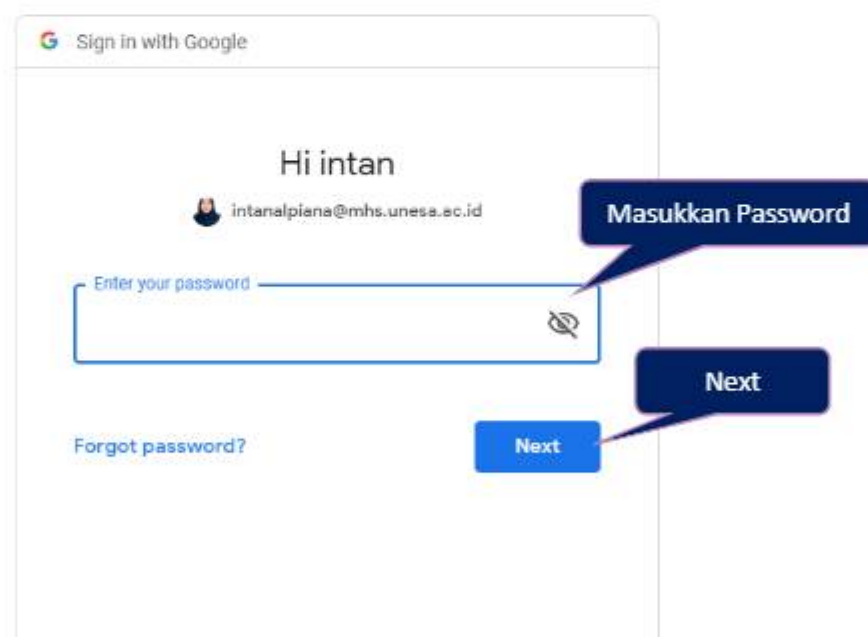 Sign in with Google
Hi intan
intanalpiana@mhs.unesa.ac.id
Masukkan Password
Enter your password
Next
Forgot password?
Next